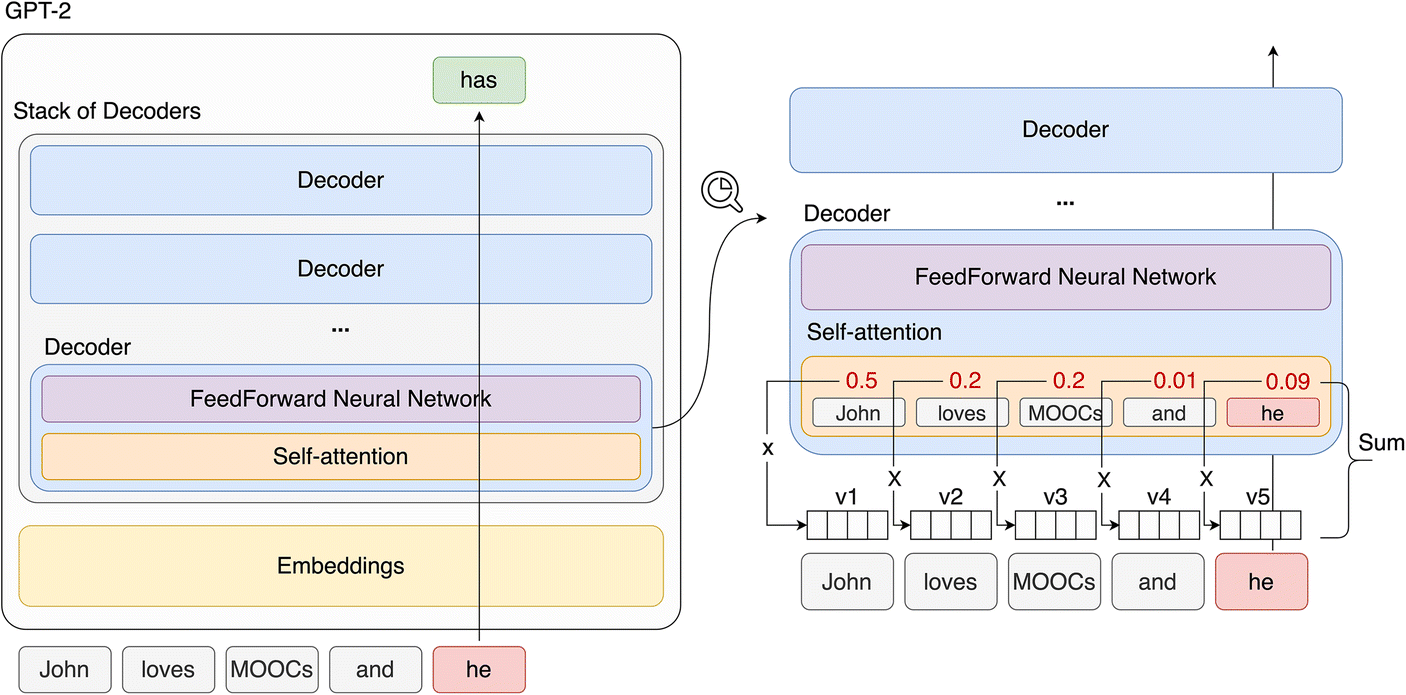 GPT-2
has
Stack of Decoders
Decoder
Decoder
...
Decoder
FeedForward Neural Network
Self-attention
Embeddings
John loves MOOCs and he
Decoder
...
Decoder
FeedForward Neural Network
Self-attention
0.5 0.2 0.2 0.01 0.09
John loves MOOCs and he
Sum
x X X X X
v1 v2 v3 v4 v5
John loves MOOCs and he